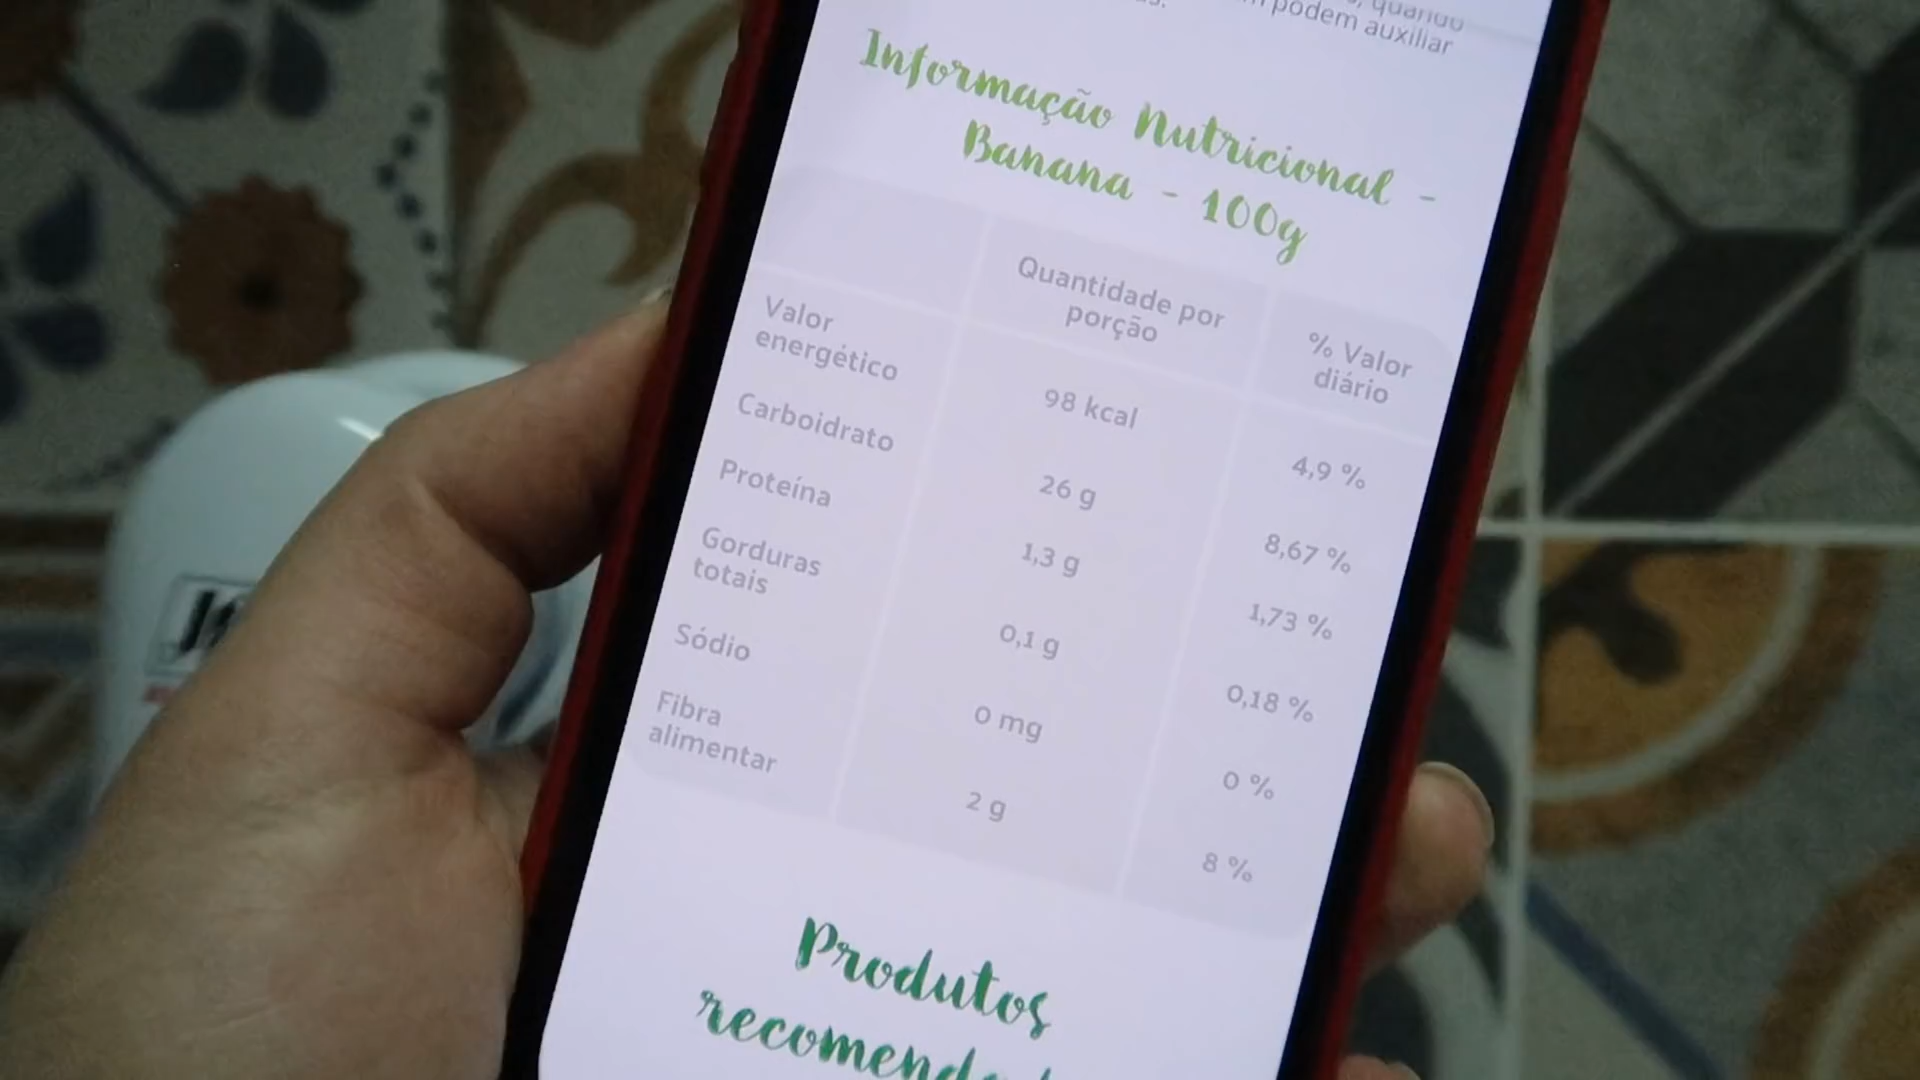 quando
podem auxiliar
Informação Nutricional -
Banana - 100g
Quantidade por
porção
% Valor
diário
Valor
energético
98 kcal
4,9 %
Carboidrato
26 g
8,67 %
Proteína
1,3 g
1,73 %
Gorduras
totais
0,1 g
0,18 %
Sódio
0 mg
0 %
Fibra
alimentar
2 g
8 %
Produtos